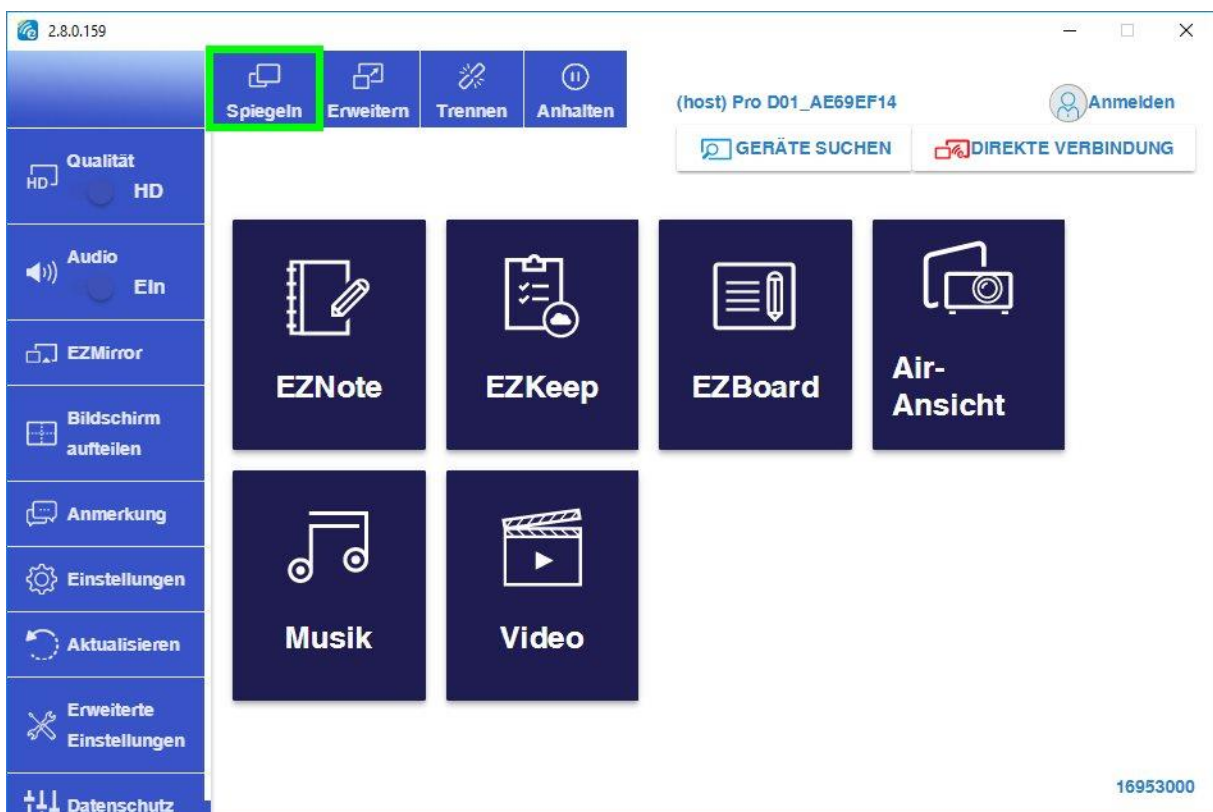 2.8.0.159
Spiegeln
Erweitern
Trennen
Anhalten
(host) Pro D01_AE69EF14
Anmelden
GERÄTE SUCHEN
DIREKTE VERBINDUNG
HD
Qualität
HD
Audio
Ein
EZMirror
Bildschirm
aufteilen
Anmerkung
Einstellungen
Aktualisieren
Erweiterte
Einstellungen
Datenschutz
EZNote
EZKeep
EZBoard
Air-
Ansicht
Musik
Video
16953000